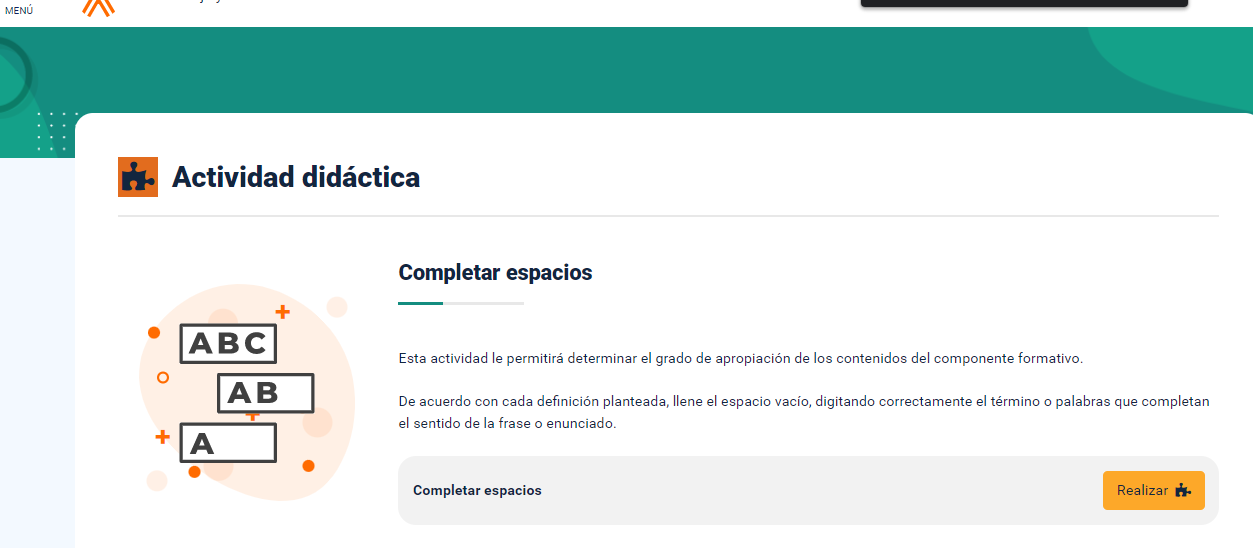 MENÚ
Actividad didáctica
Completar espacios
ABC
AB
A
Esta actividad le permitirá determinar el grado de apropiación de los contenidos del componente formativo.
De acuerdo con cada definición planteada, llene el espacio vacío, digitando correctamente el término o palabras que completan
el sentido de la frase o enunciado.
Completar espacios
Realizar